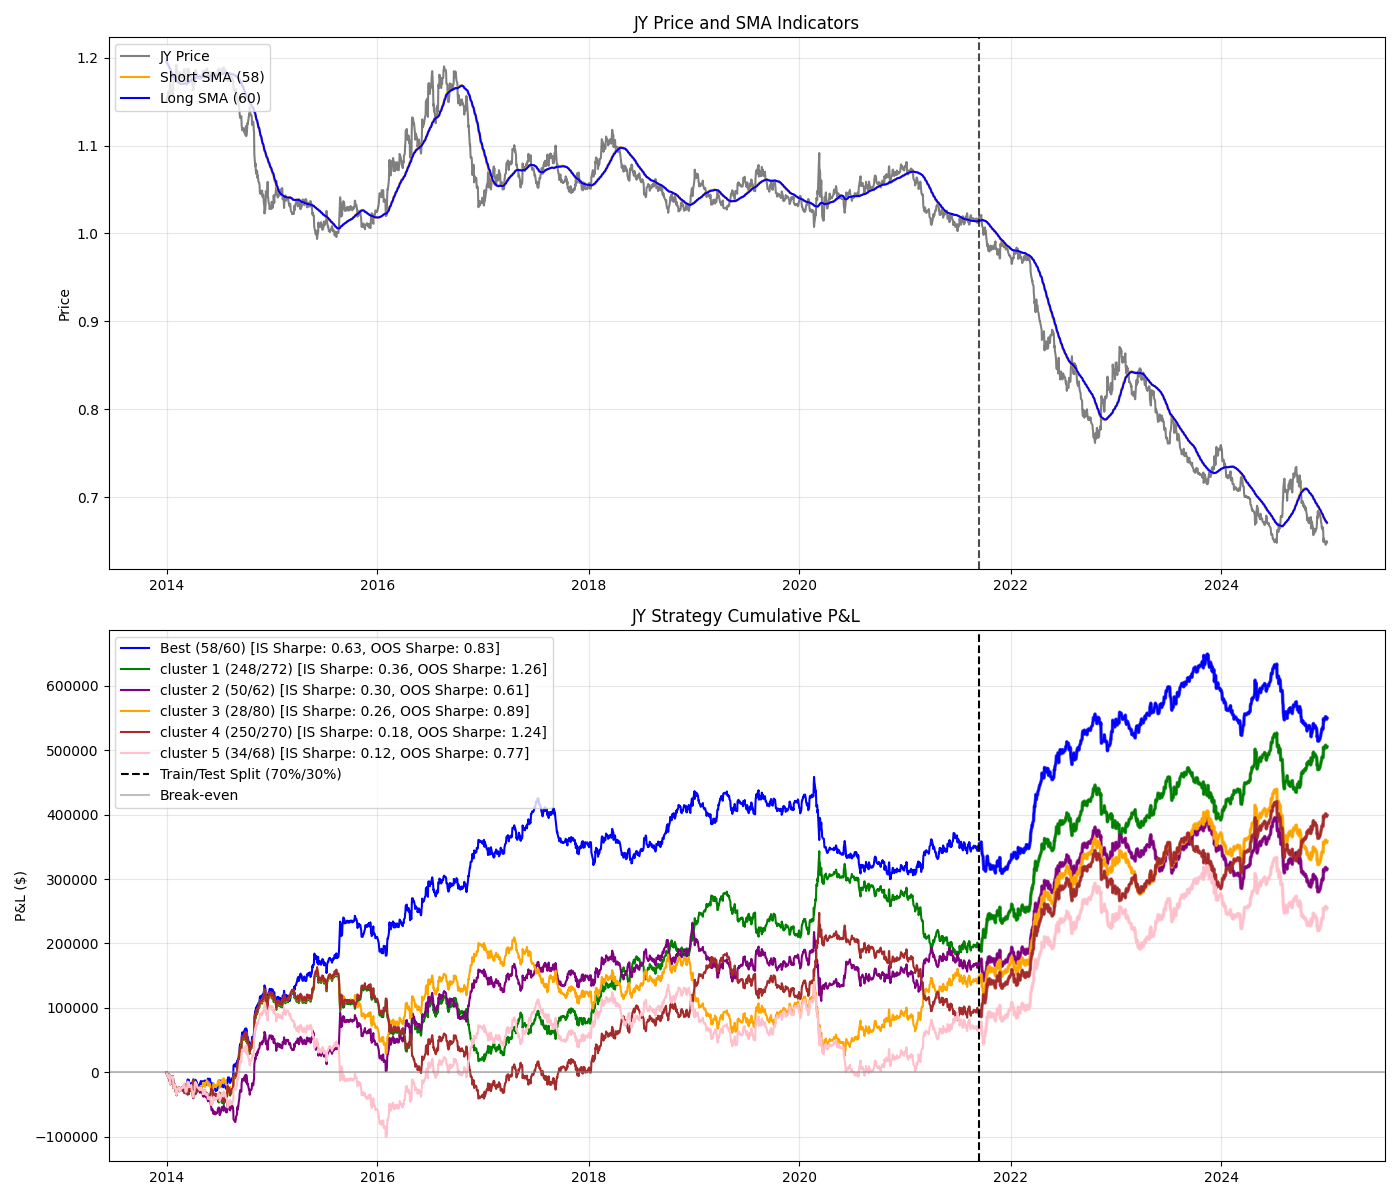 JY Price and SMA Indicators
JY Price
Short SMA (58)
Long SMA (60)
Price
1.2
1.1
1.0
0.9
0.8
0.7
2014
2016
2018
2020
2022
2024
JY Strategy Cumulative P&L
Best (58/60) [IS Sharpe: 0.63, OOS Sharpe: 0.83]
cluster 1 (248/272) [IS Sharpe: 0.36, OOS Sharpe: 1.26]
cluster 2 (50/62) [IS Sharpe: 0.30, OOS Sharpe: 0.61]
cluster 3 (28/80) [IS Sharpe: 0.26, OOS Sharpe: 0.89]
cluster 4 (250/270) [IS Sharpe: 0.18, OOS Sharpe: 1.24]
cluster 5 (34/68) [IS Sharpe: 0.12, OOS Sharpe: 0.77]
Train/Test Split (70%/30%)
Break-even
P&L ($)
600000
500000
400000
300000
200000
100000
0
−100000
2014
2016
2018
2020
2022
2024